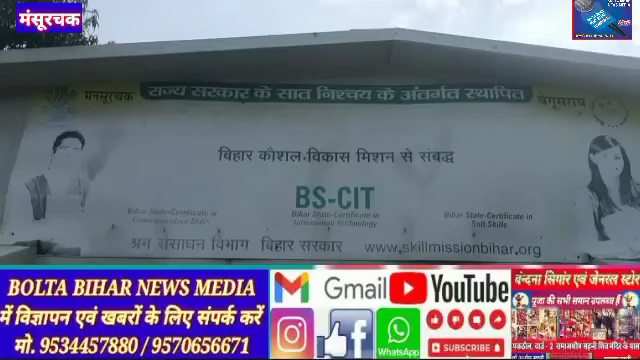 मंसूरचक
मनसूरचक राज्य सरकार के सात निश्चय के अंतर्गत स्थापित बेगूसराय
बिहार कौशल विकास मिशन से संबद्ध
BS-CIT
Bihar State-Certificate in Communication Skills
Bihar State-Certificate in Information Technology
Bihar State-Certificate in Soft Skills
श्रम संसाधन विभाग बिहार सरकार www.skillmissionbihar.org
BOLTA BIHAR NEWS MEDIA
में विज्ञापन एवं खबरों के लिए संपर्क करें
मो. 9534457880 / 9570656671
Gmail YouTube
WhatsApp SUBSCRIBE
वंदना सिंगार एवं जेनरल स्टोर
पूजा की सभी समान उपलब्ध हैं